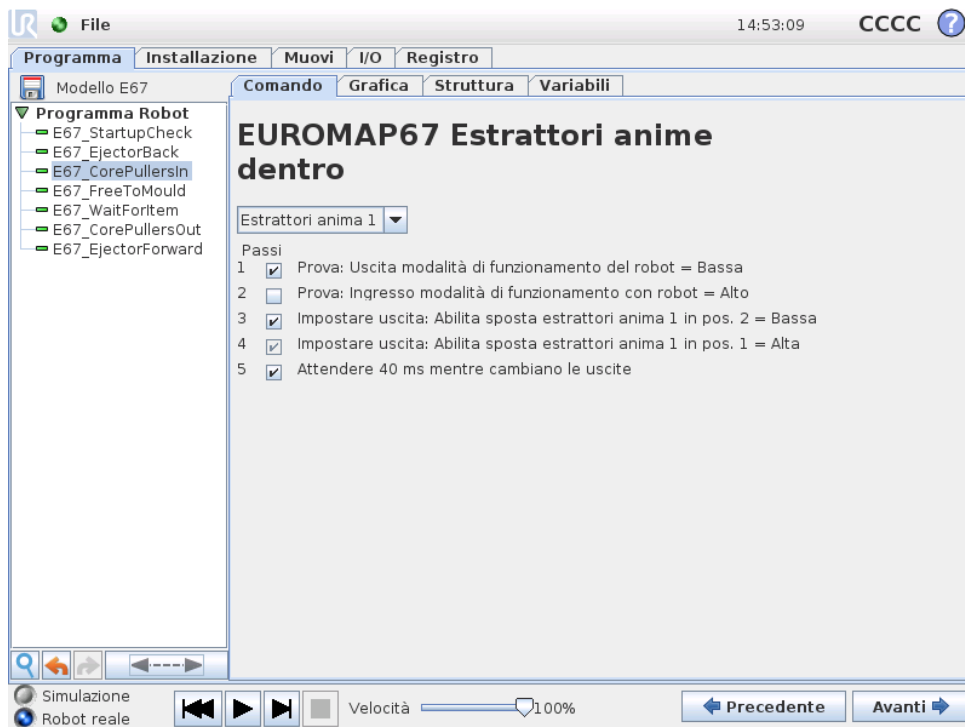 UR File 14:53:09 CCCC ?
Programma Installazione Muovi I/O Registro
Modello E67
Comando Grafica Struttura Variabili
Programma Robot
E67_StartupCheck
E67_EjectorBack
E67_CorePullersIn
E67_FreeToMould
E67_WaitForItem
E67_CorePullersOut
E67_EjectorForward
EUROMAP67 Estrattori anime
dentro
Estrattori anima 1
Passi
1 Prova: Uscita modalità di funzionamento del robot = Bassa
2 Prova: Ingresso modalità di funzionamento con robot = Alto
3 Impostare uscita: Abilita sposta estrattori anima 1 in pos. 2 = Bassa
4 Impostare uscita: Abilita sposta estrattori anima 1 in pos. 1 = Alta
5 Attendere 40 ms mentre cambiano le uscite
Simulazione
Robot reale
Velocità 100%
Precedente Avanti